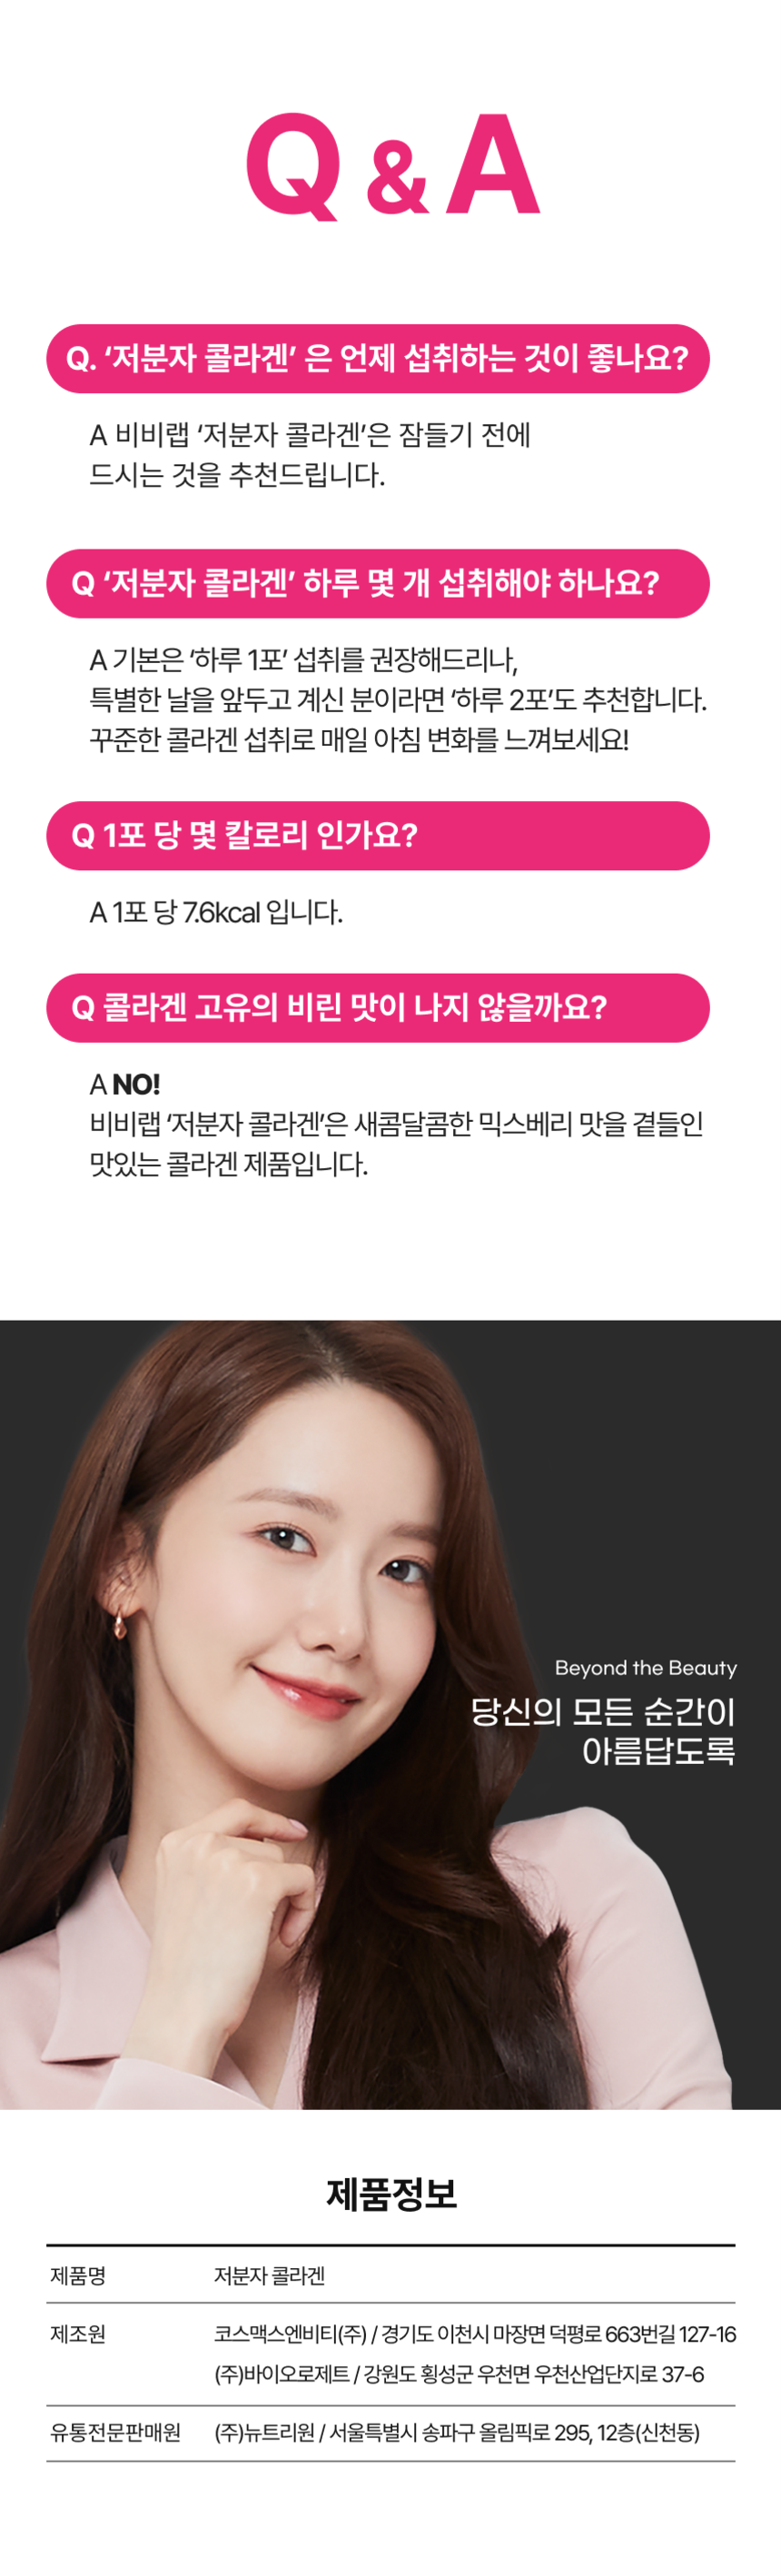 Q & A
Q. ‘저분자 콜라겐’ 은 언제 섭취하는 것이 좋나요?
A 비비랩 ‘저분자 콜라겐’은 잠들기 전에
드시는 것을 추천드립니다.
Q ‘저분자 콜라겐’ 하루 몇 개 섭취해야 하나요?
A 기본은 ‘하루 1포’ 섭취를 권장해드리나,
특별한 날을 앞두고 계신 분이라면 ‘하루 2포’도 추천합니다.
꾸준한 콜라겐 섭취로 매일 아침 변화를 느껴보세요!
Q 1포 당 몇 칼로리 인가요?
A 1포 당 7.6kcal 입니다.
Q 콜라겐 고유의 비린 맛이 나지 않을까요?
A NO!
비비랩 ‘저분자 콜라겐’은 새콤달콤한 믹스베리 맛을 곁들인
맛있는 콜라겐 제품입니다.
Beyond the Beauty
당신의 모든 순간이
아름답도록
제품정보
제품명 저분자 콜라겐
제조원 코스맥스엔비티(주) / 경기도 이천시 마장면 덕평로 663번길 127-16
(주)바이오로제트 / 강원도 횡성군 우천면 우천산업단지로 37-6
유통전문판매원 (주)뉴트리원 / 서울특별시 송파구 올림픽로 295, 12층(신천동)